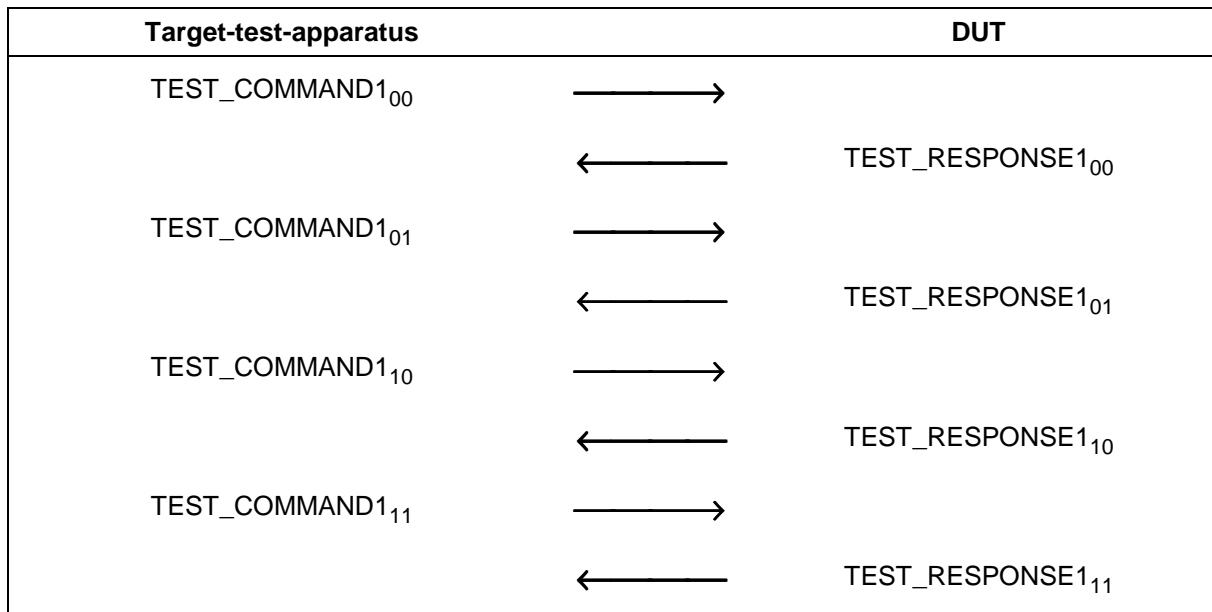 Target-test-apparatus DUT
TEST_COMMAND1₀₀
TEST_RESPONSE1₀₀
TEST_COMMAND1₀₁
TEST_RESPONSE1₀₁
TEST_COMMAND1₁₀
TEST_RESPONSE1₁₀
TEST_COMMAND1₁₁
TEST_RESPONSE1₁₁